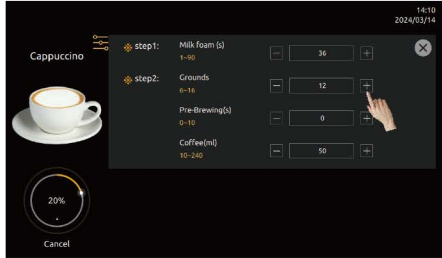 14:10
2024/03/14
Cappuccino
step1:
Milk foam (s)
1~90
36
step2:
Grounds
6~16
12
Pre-Brewing(s)
0~10
0
Coffee(ml)
10~240
50
20%
Cancel